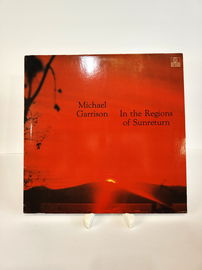 Michael
Garrison
In the Regions
of Sunreturn